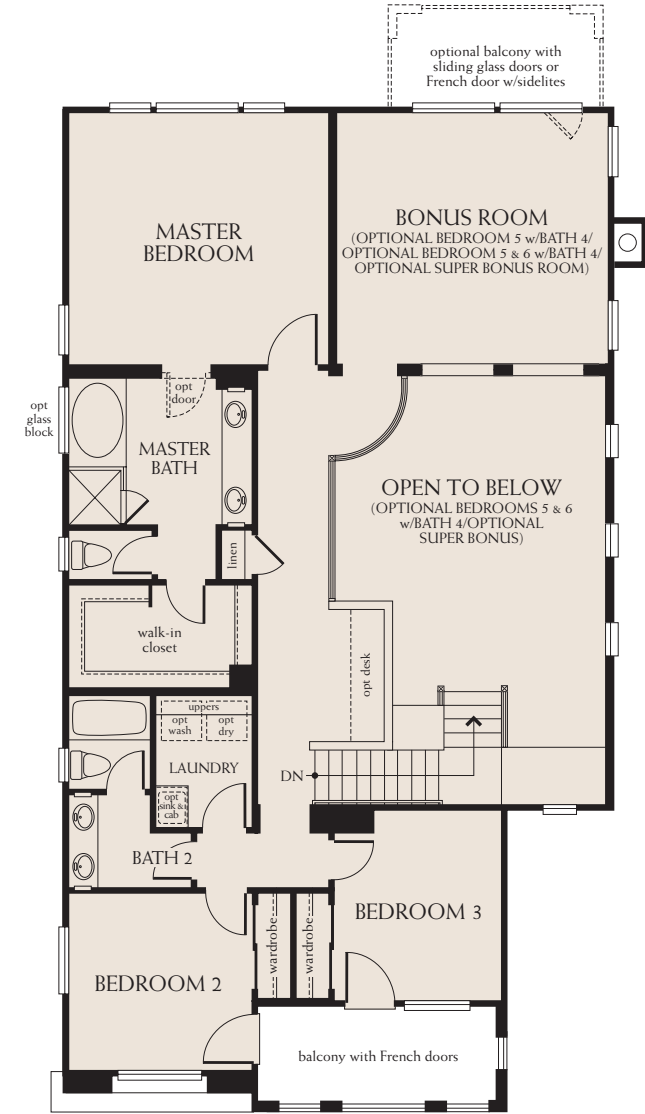 optional balcony with
sliding glass doors or
French door w/sidelites
MASTER
BEDROOM
BONUS ROOM
(OPTIONAL BEDROOM 5 w/BATH 4/
OPTIONAL BEDROOM 5 & 6 w/BATH 4/
OPTIONAL SUPER BONUS ROOM)
opt
door
opt
glass
block
MASTER
BATH
OPEN TO BELOW
(OPTIONAL BEDROOMS 5 & 6
w/BATH 4/OPTIONAL
SUPER BONUS)
linen
walk-in
closet
opt desk
uppers
opt
wash
opt
dry
LAUNDRY
DN
opt
sink &
cab
BATH 2
BEDROOM 3
wardrobe
wardrobe
BEDROOM 2
balcony with French doors